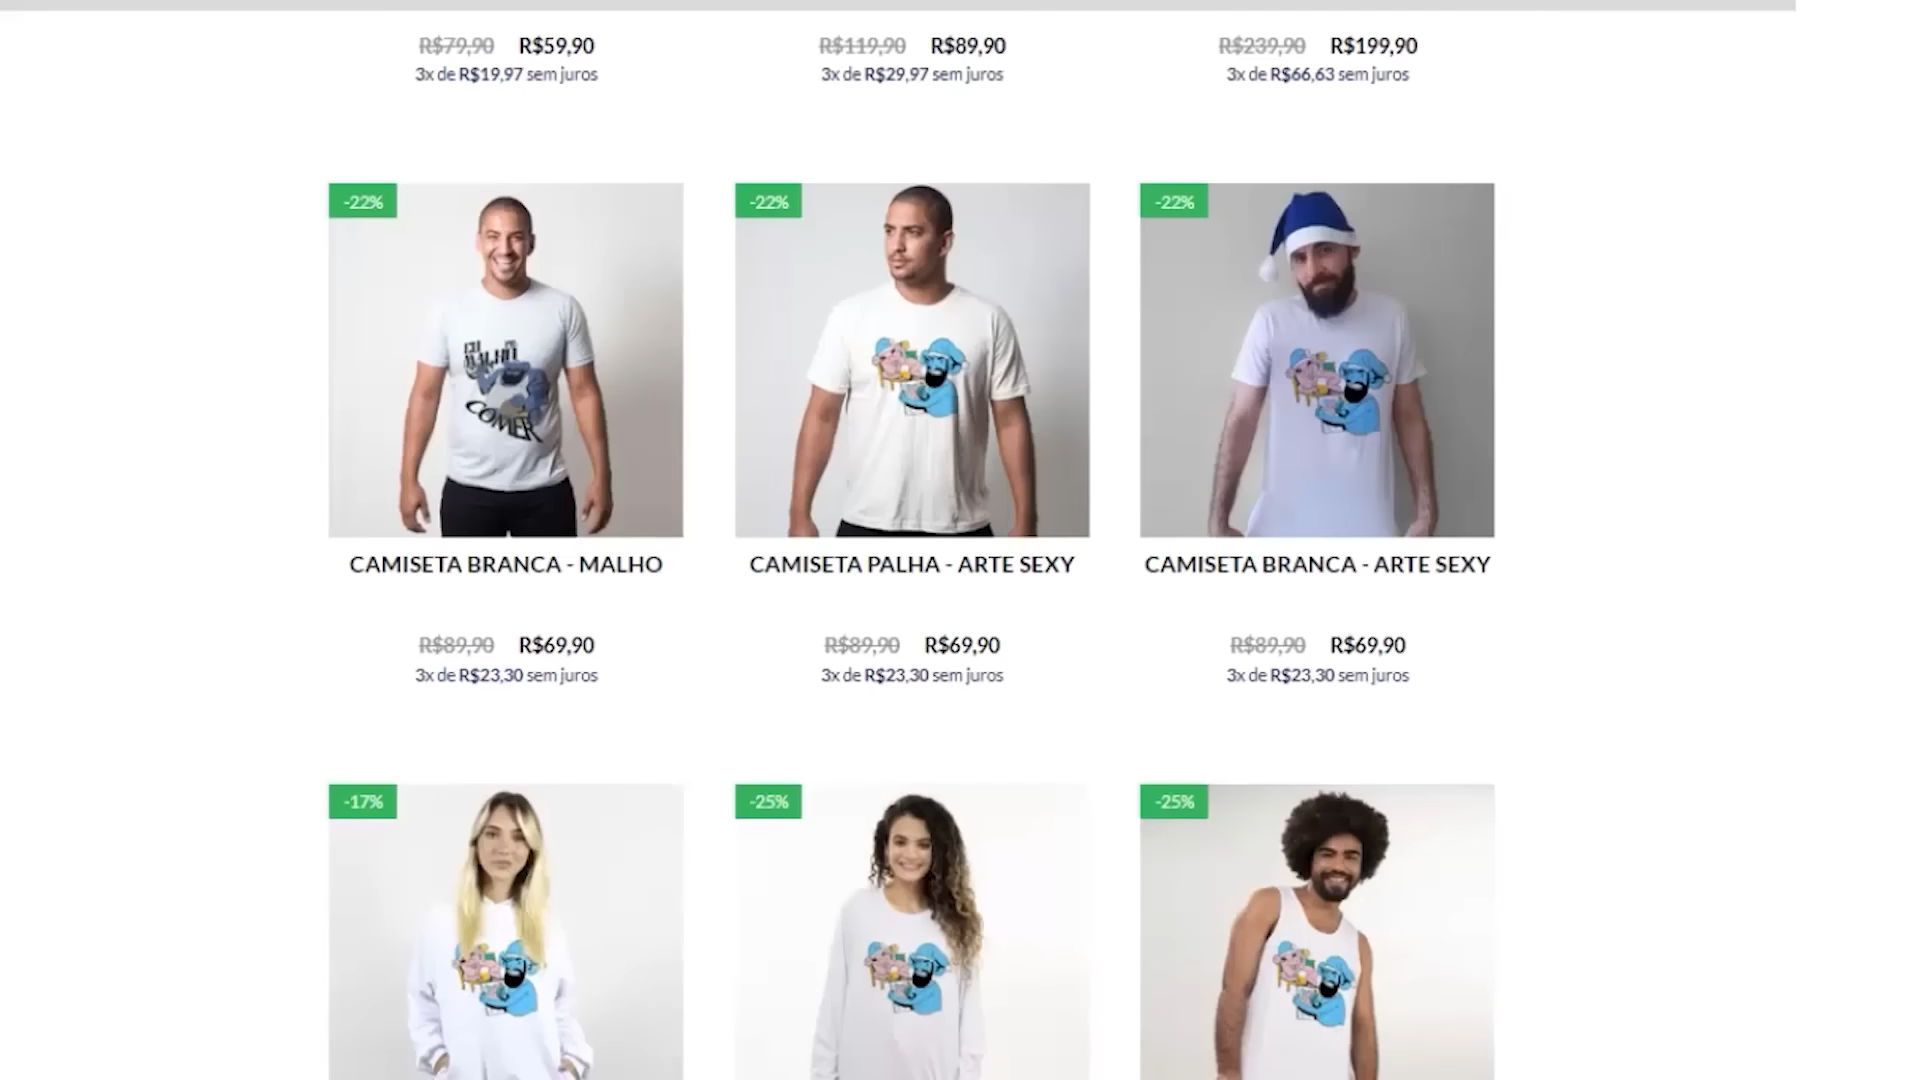 R$79,90 R$59,90
3x de R$19,97 sem juros
R$119,90 R$89,90
3x de R$29,97 sem juros
R$239,90 R$199,90
3x de R$66,63 sem juros
-22%
COMER
CAMISETA BRANCA - MALHO
R$89,90 R$69,90
3x de R$23,30 sem juros
-22%
CAMISETA PALHA - ARTE SEXY
R$89,90 R$69,90
3x de R$23,30 sem juros
-22%
CAMISETA BRANCA - ARTE SEXY
R$89,90 R$69,90
3x de R$23,30 sem juros
-17%
-25%
-25%